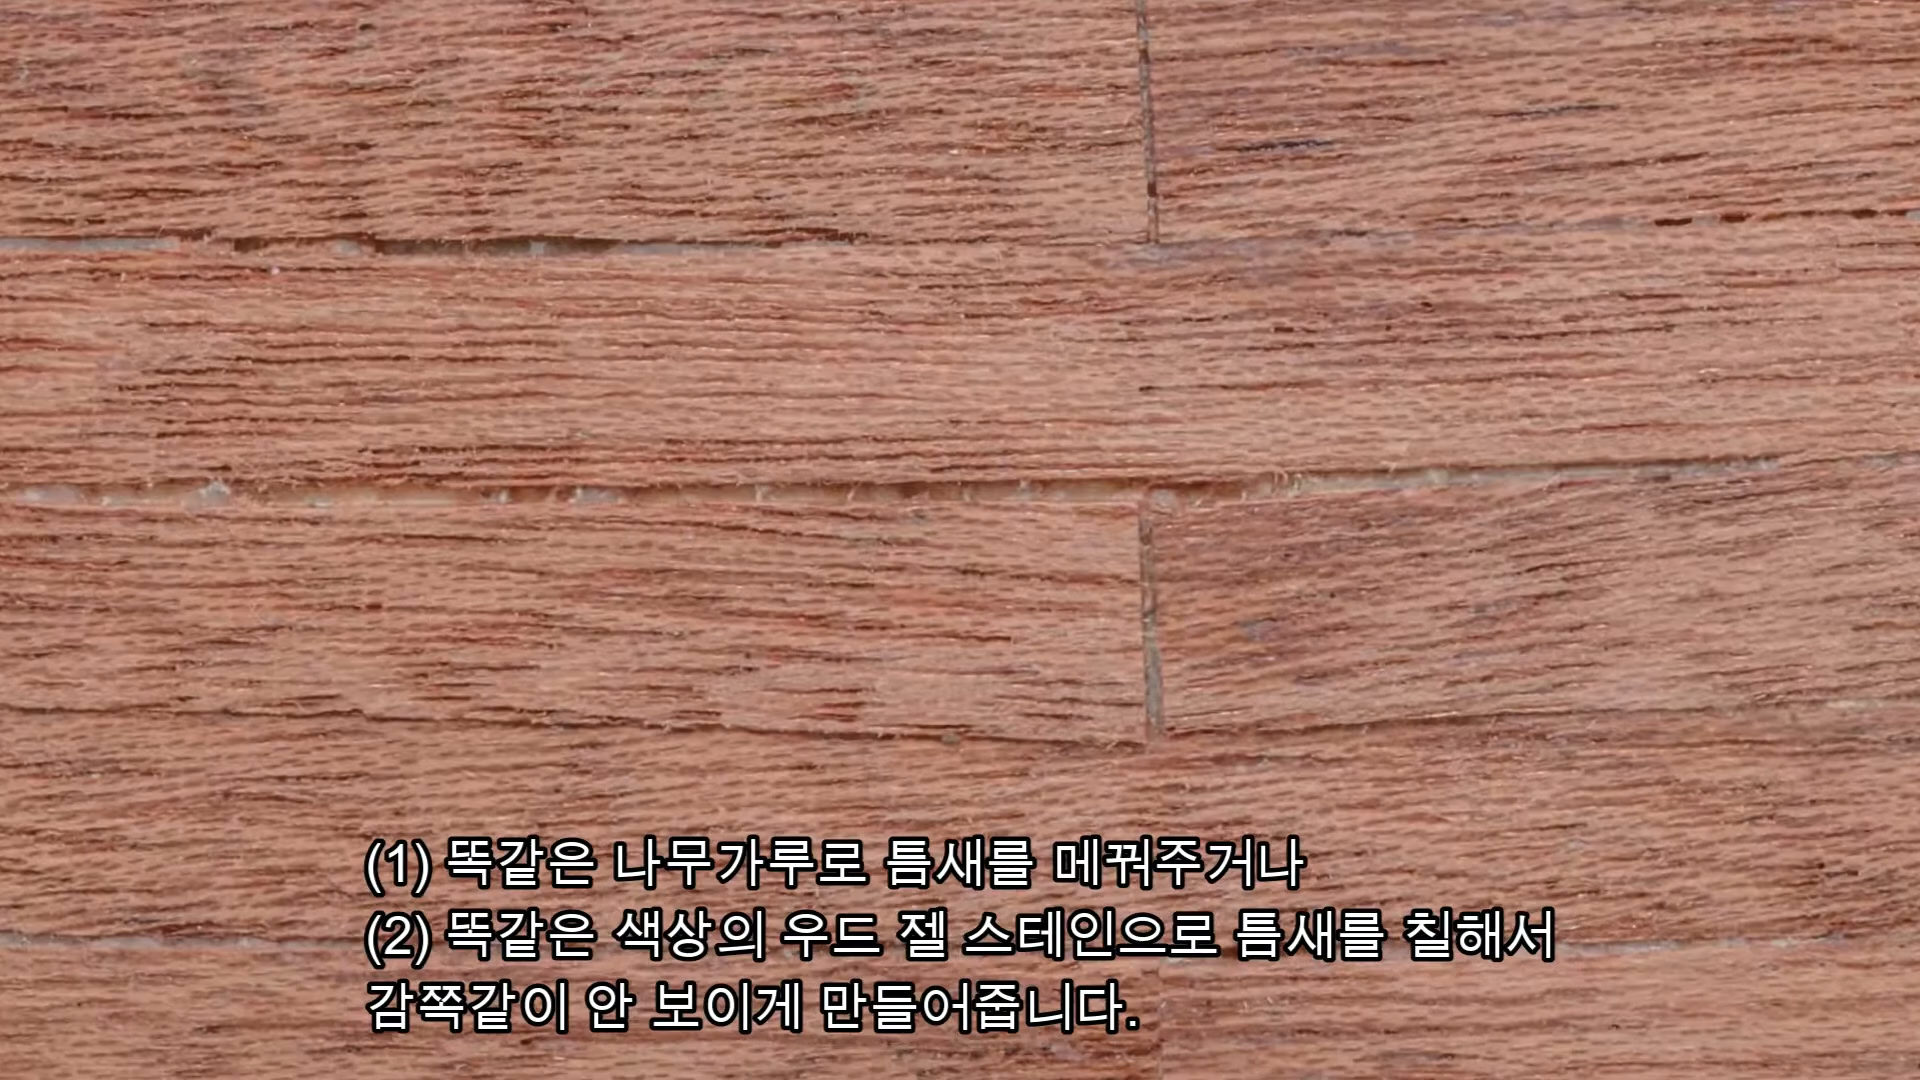 (1) 똑같은 나무가루로 틈새를 메꿔주거나
(2) 똑같은 색상의 우드 젤 스테인으로 틈새를 칠해서
감쪽같이 안 보이게 만들어줍니다.